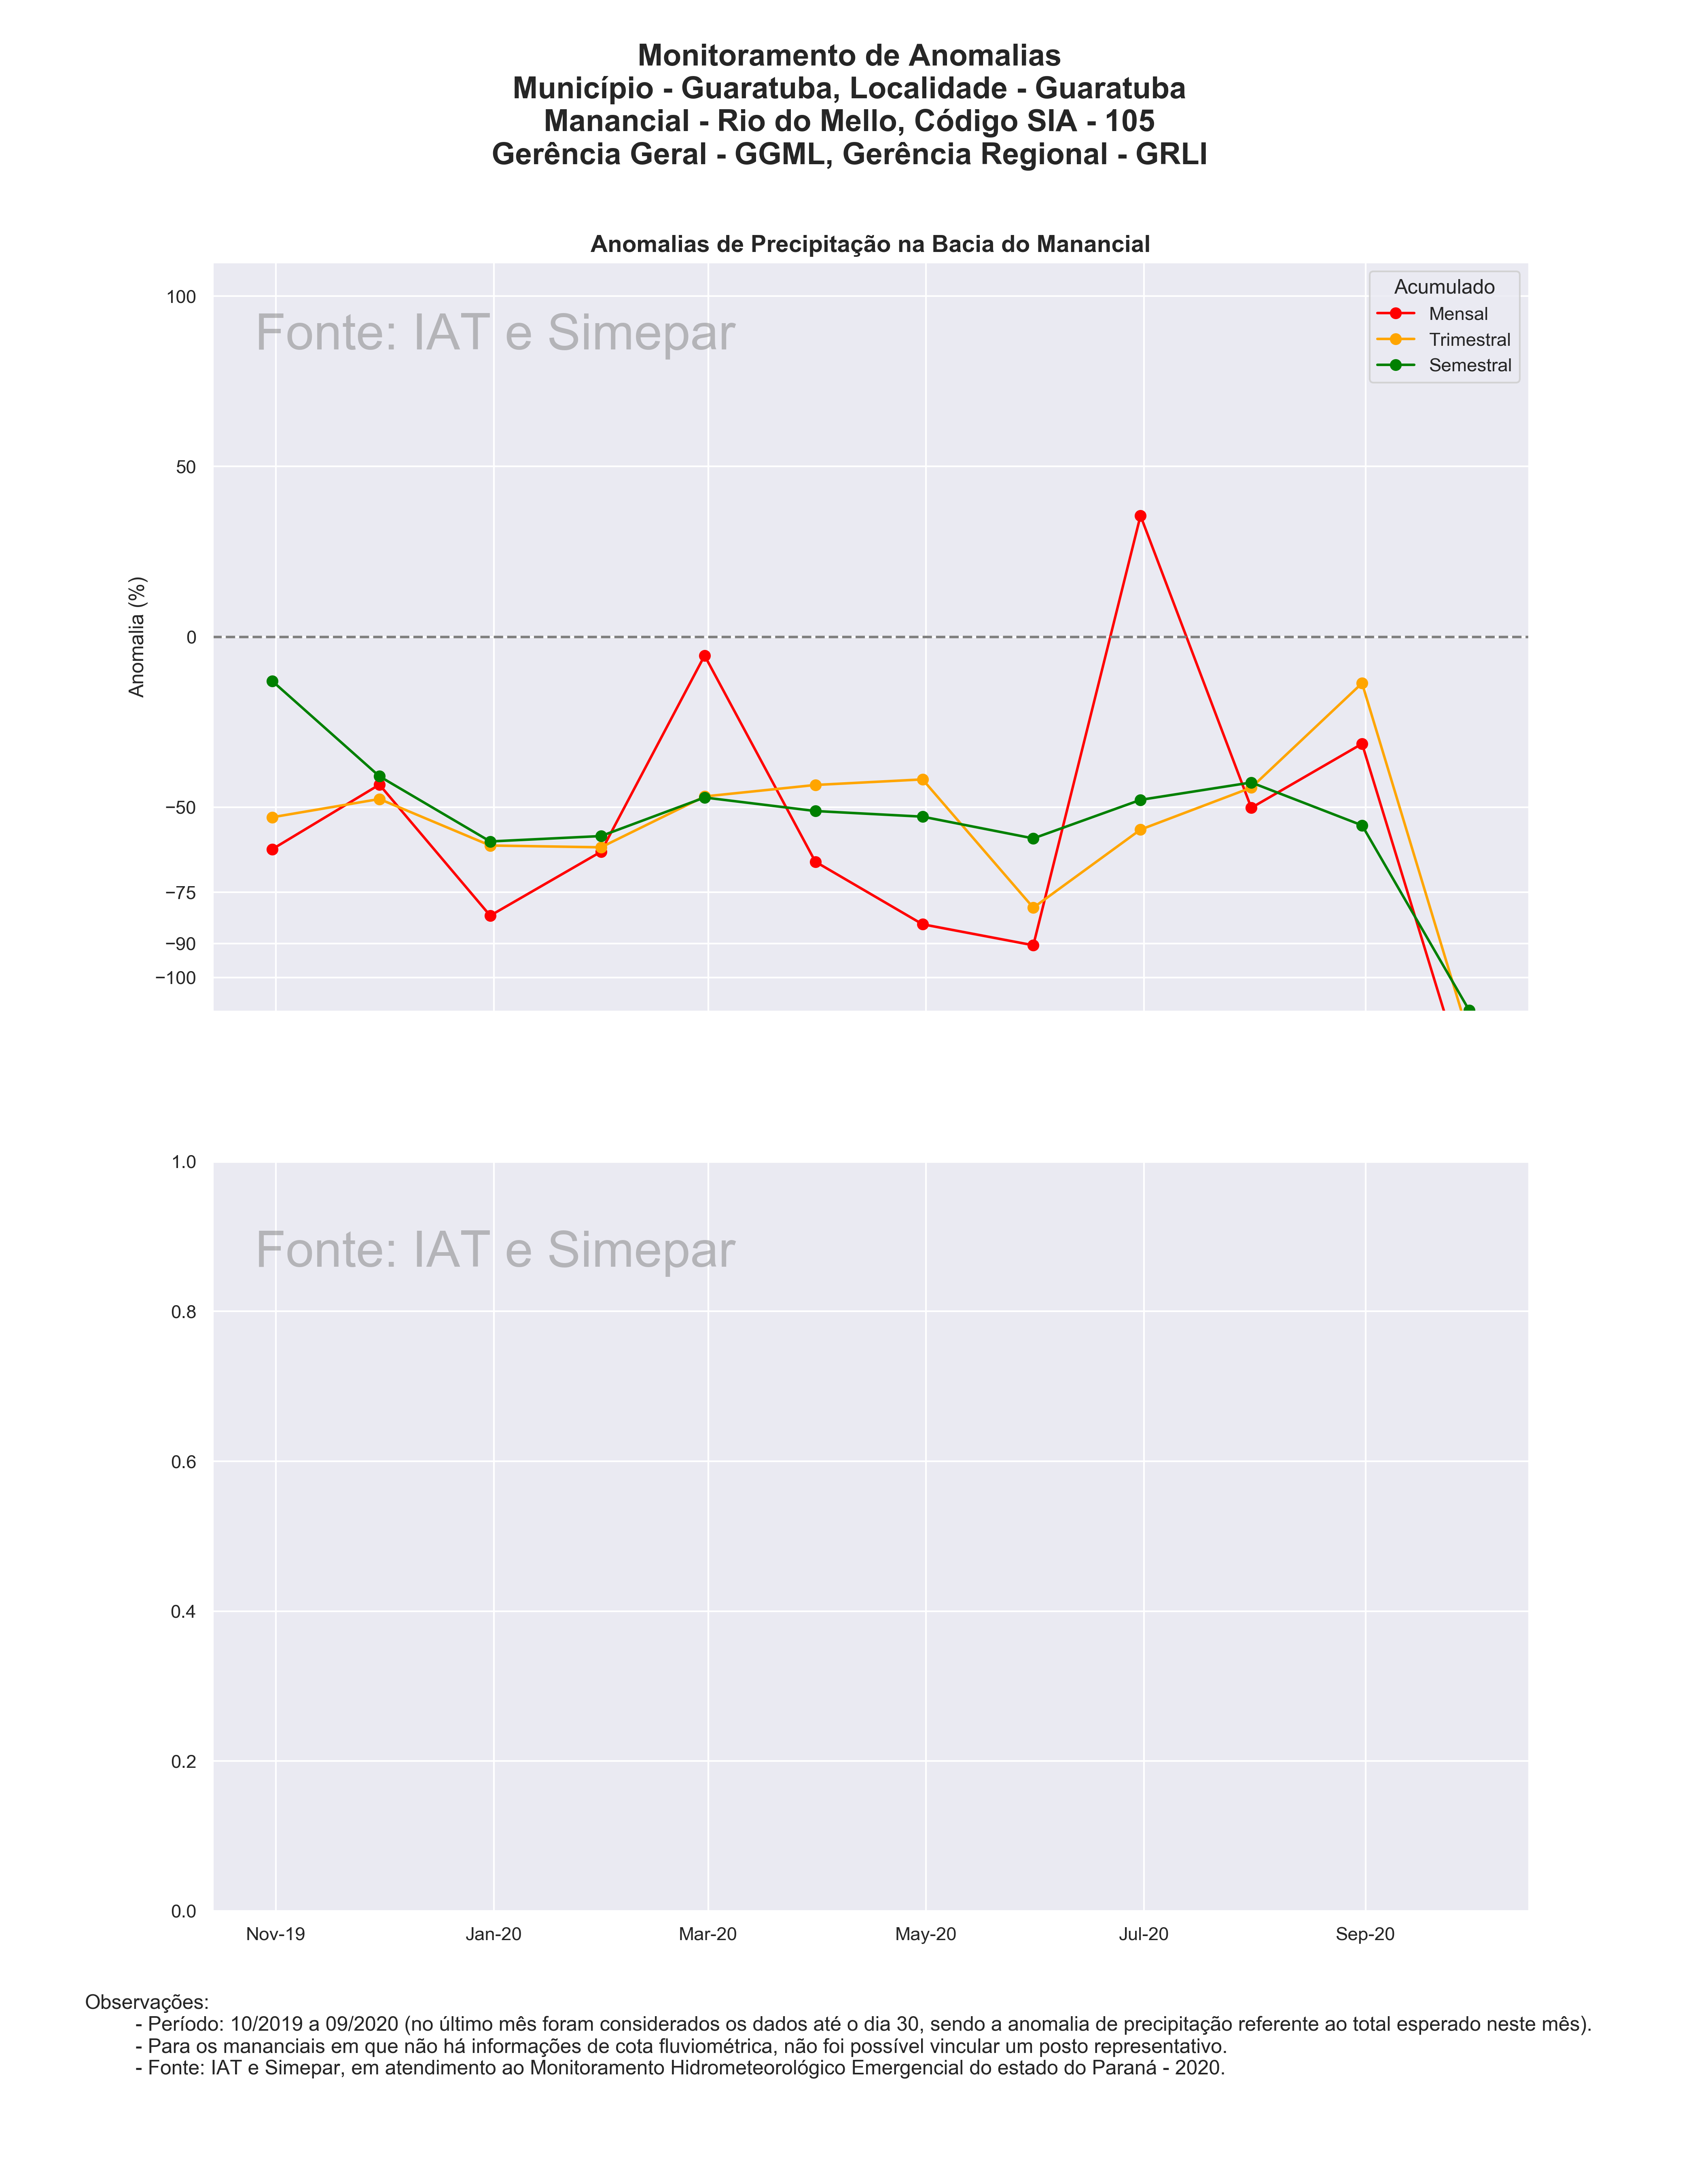 Monitoramento de Anomalias
Município - Guaratuba, Localidade - Guaratuba
Manancial - Rio do Mello, Código SIA - 105
Gerência Geral - GGML, Gerência Regional - GRLI
Anomalias de Precipitação na Bacia do Manancial
Fonte: IAT e Simepar
Acumulado
Mensal
Trimestral
Semestral
Anomalia (%)
100
50
0
−50
−75
−90
−100
Fonte: IAT e Simepar
1.0
0.8
0.6
0.4
0.2
0.0
Nov-19 Jan-20 Mar-20 May-20 Jul-20 Sep-20
Observações:
- Período: 10/2019 a 09/2020 (no último mês foram considerados os dados até o dia 30, sendo a anomalia de precipitação referente ao total esperado neste mês).
- Para os mananciais em que não há informações de cota fluviométrica, não foi possível vincular um posto representativo.
- Fonte: IAT e Simepar, em atendimento ao Monitoramento Hidrometeorológico Emergencial do estado do Paraná - 2020.